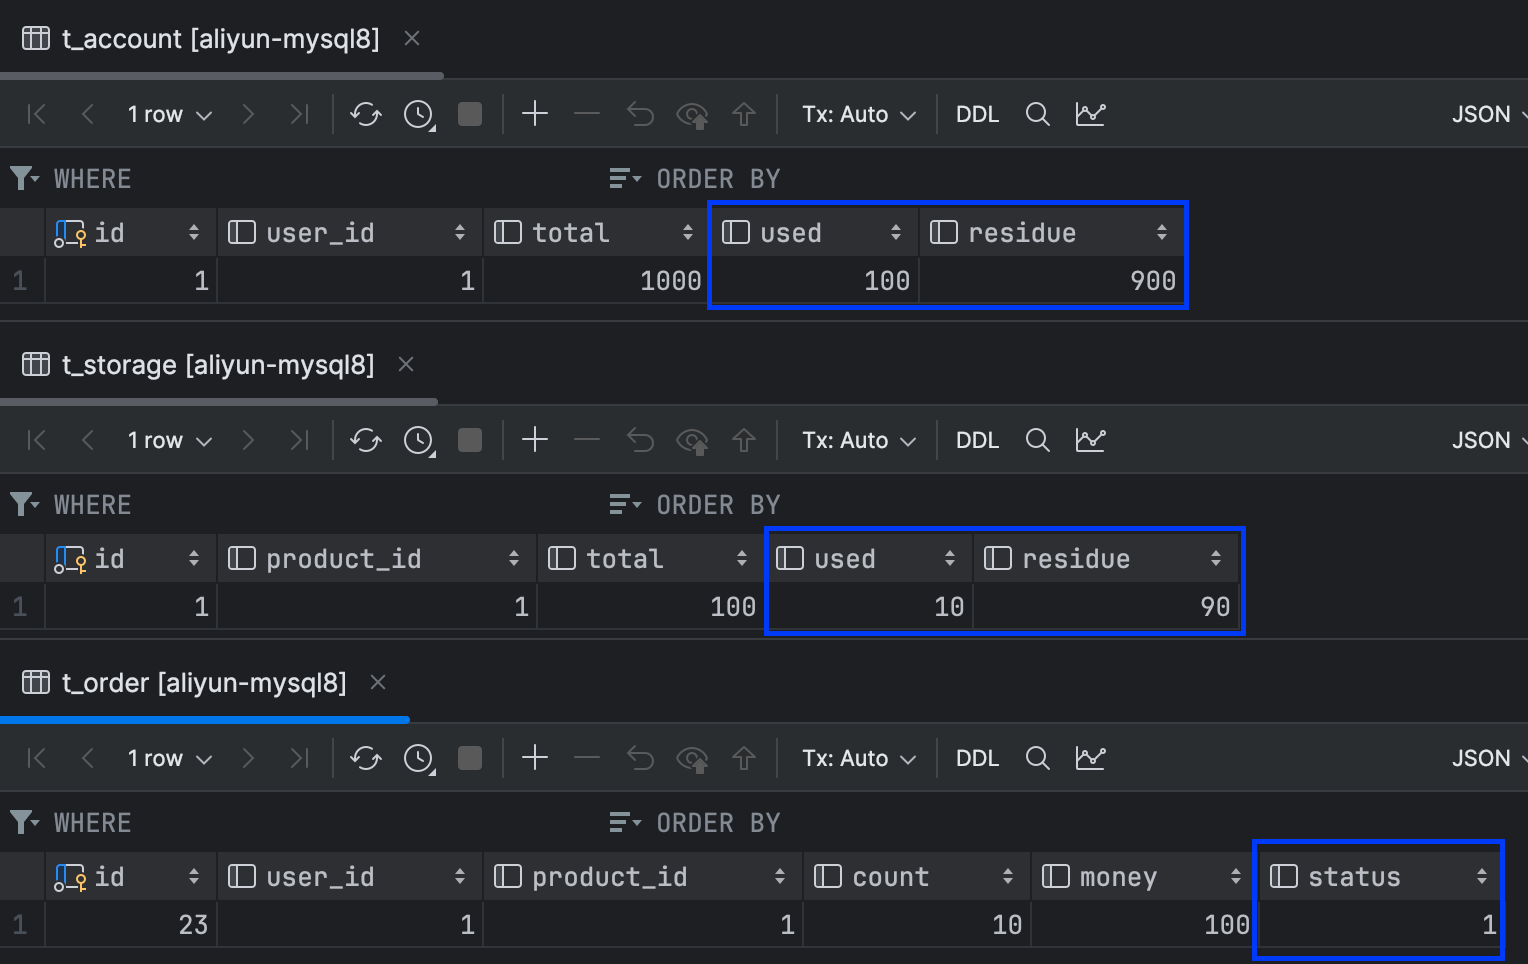 t_account [aliyun-mysql8]
1 row Tx: Auto DDL JSON
WHERE ORDER BY
id user_id total used residue
1 1 1 1000 100 900
t_storage [aliyun-mysql8]
1 row Tx: Auto DDL JSON
WHERE ORDER BY
id product_id total used residue
1 1 1 100 10 90
t_order [aliyun-mysql8]
1 row Tx: Auto DDL JSON
WHERE ORDER BY
id user_id product_id count money status
1 23 1 1 10 100 1